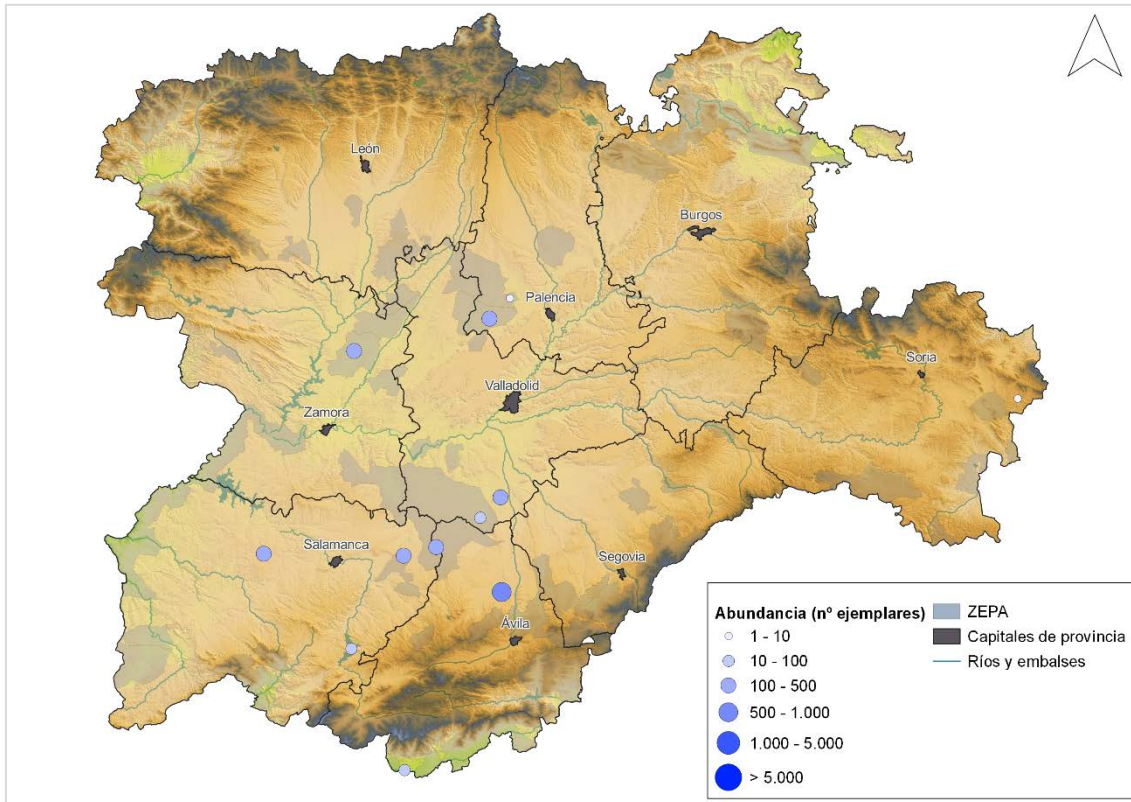 León
Burgos
Palencia
Soria
Valladolid
Zamora
Salamanca
Segovia
Ávila
Abundancia (nº ejemplares)
1 - 10
10 - 100
100 - 500
500 - 1.000
1.000 - 5.000
> 5.000
ZEPA
Capitales de provincia
Ríos y embalses